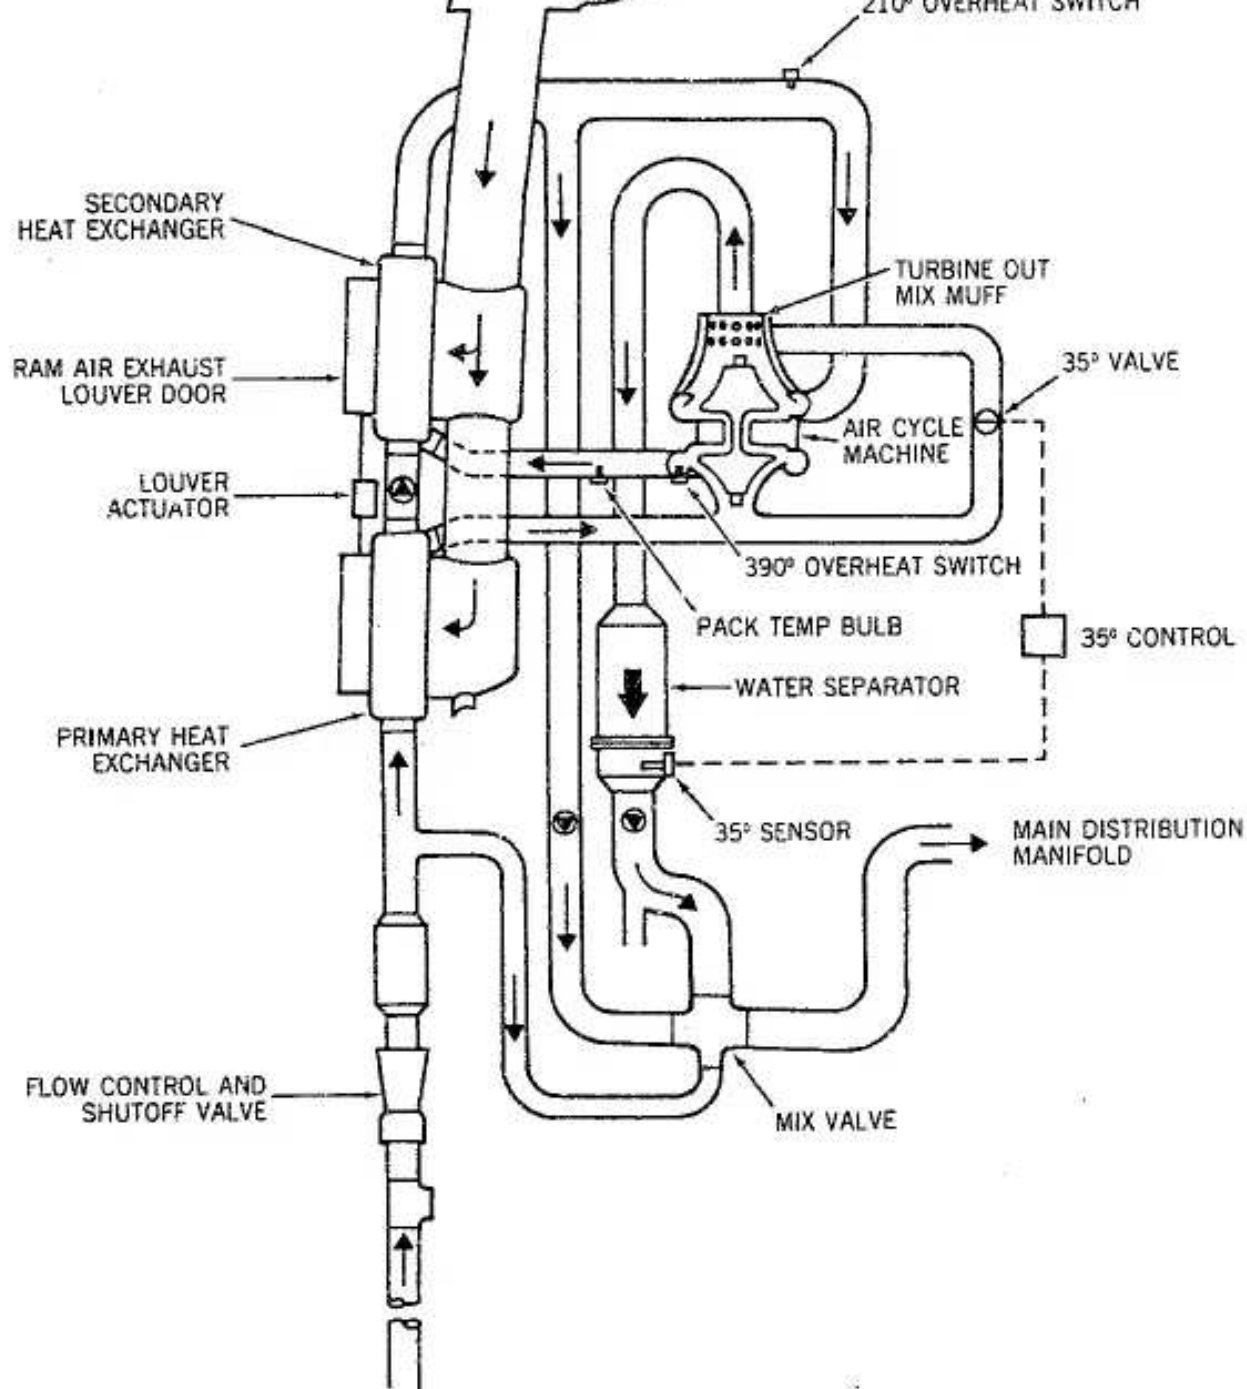 210° OVERHEAT SWITCH
SECONDARY
HEAT EXCHANGER
TURBINE OUT
MIX MUFF
RAM AIR EXHAUST
LOUVER DOOR
35° VALVE
AIR CYCLE
MACHINE
LOUVER
ACTUATOR
390° OVERHEAT SWITCH
PACK TEMP BULB
35° CONTROL
WATER SEPARATOR
PRIMARY HEAT
EXCHANGER
35° SENSOR
MAIN DISTRIBUTION
MANIFOLD
FLOW CONTROL AND
SHUTOFF VALVE
MIX VALVE